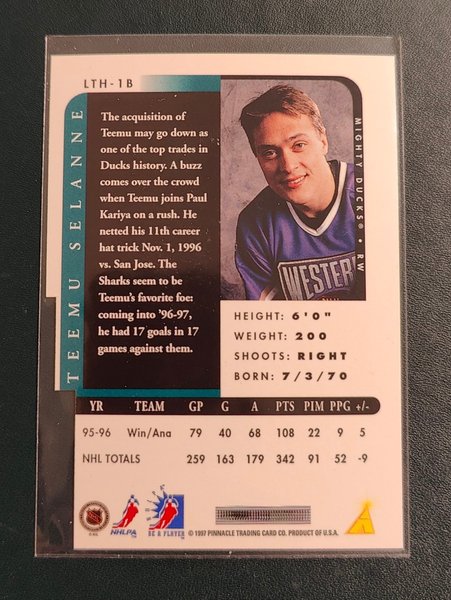 LTH-1B
TEEMU SELANNE
The acquisition of
Teemu may go down as
one of the top trades in
Ducks history. A buzz
comes over the crowd
when Teemu joins Paul
Kariya on a rush. He
netted his 11th career
hat trick Nov. 1, 1996
vs. San Jose. The
Sharks seem to be
Teemu's favorite foe:
coming into '96-97,
he had 17 goals in 17
games against them.
MIGHTY DUCKS® • RW
WESTER
HEIGHT: 6'0"
WEIGHT: 200
SHOOTS: RIGHT
BORN: 7/3/70
YR TEAM GP G A PTS PIM PPG +/-
95-96 Win/Ana 79 40 68 108 22 9 5
NHL TOTALS 259 163 179 342 91 52 -9
NHLPA
BE A PLAYER
© 1997 PINNACLE TRADING CARD CO. PRODUCT OF U.S.A.